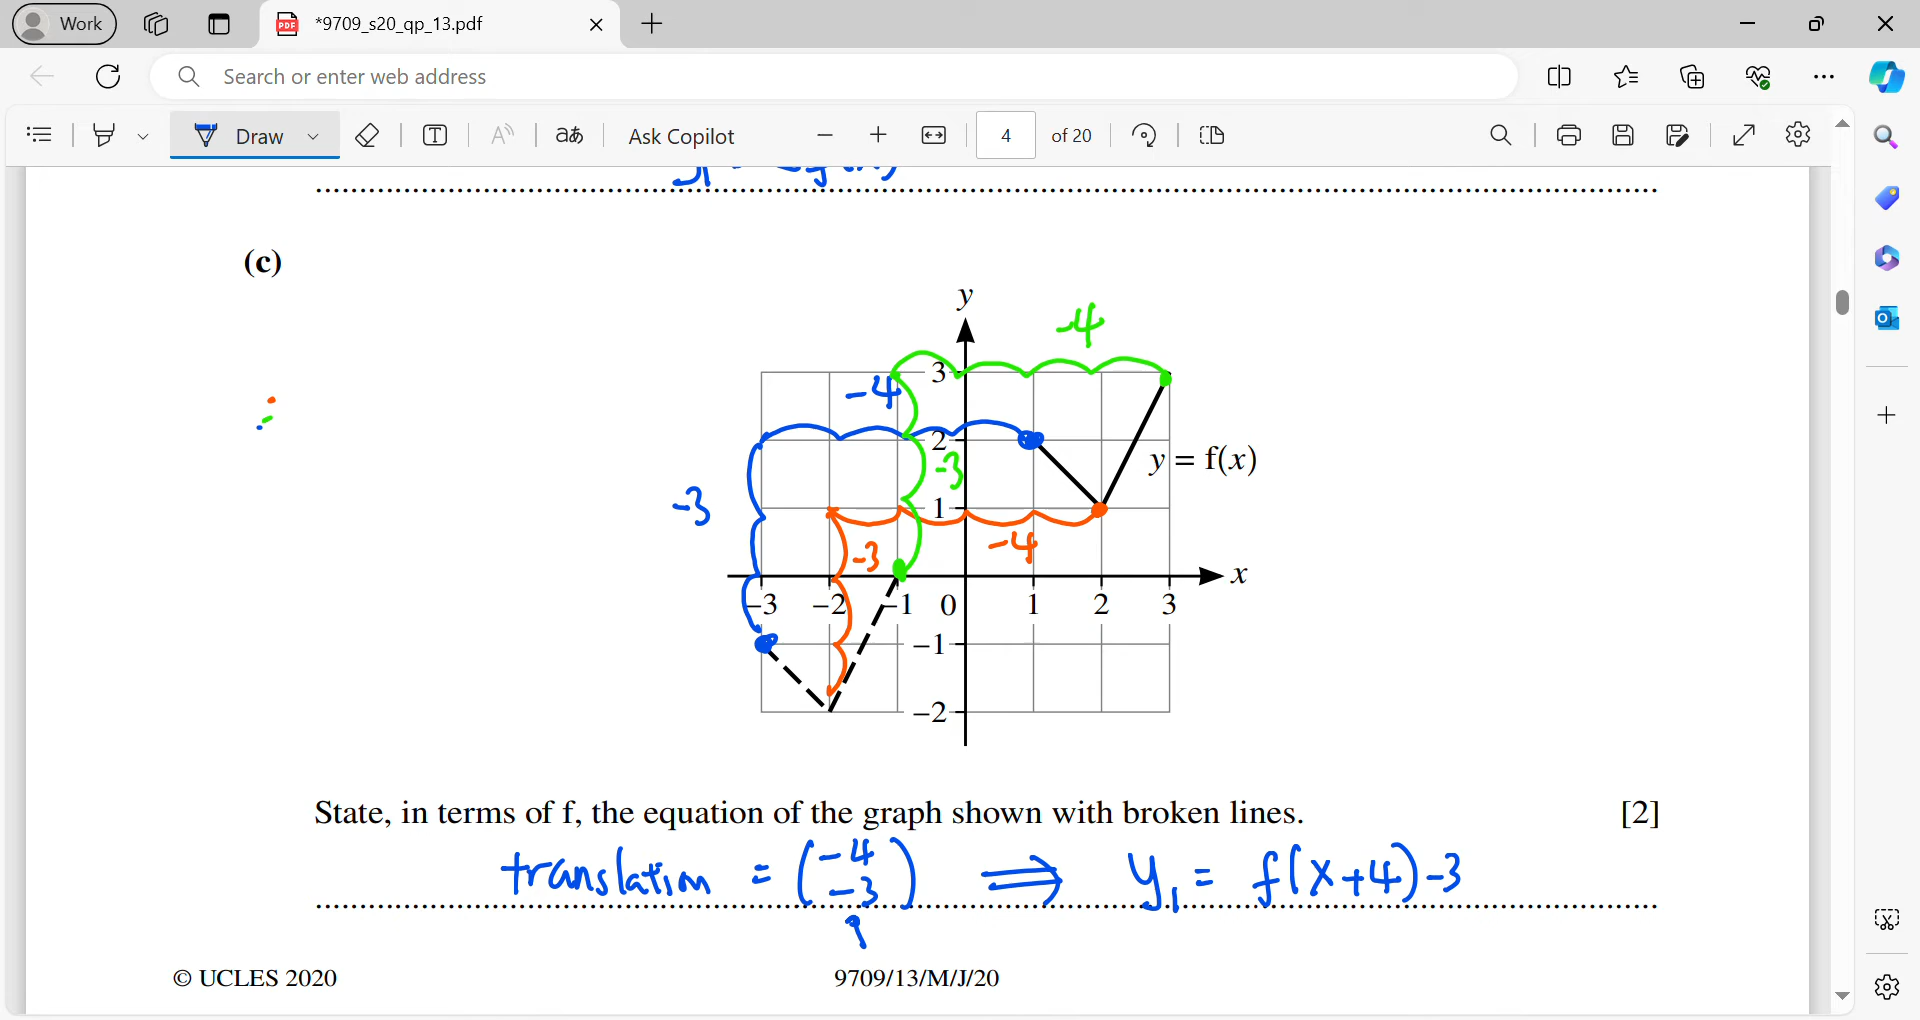 Work
*9709_s20_qp_13.pdf
Search or enter web address
Draw
aあ
Ask Copilot
4 of 20
(c)
y
-4
3
-4
2
-3
y = f(x)
-3
1
-3
-4
x
−3 −2 −1 0 1 2 3
−1
−2
State, in terms of f, the equation of the graph shown with broken lines. [2]
translation = (-4 -3) ⟹ y₁ = f(x+4)-3
© UCLES 2020
9709/13/M/J/20